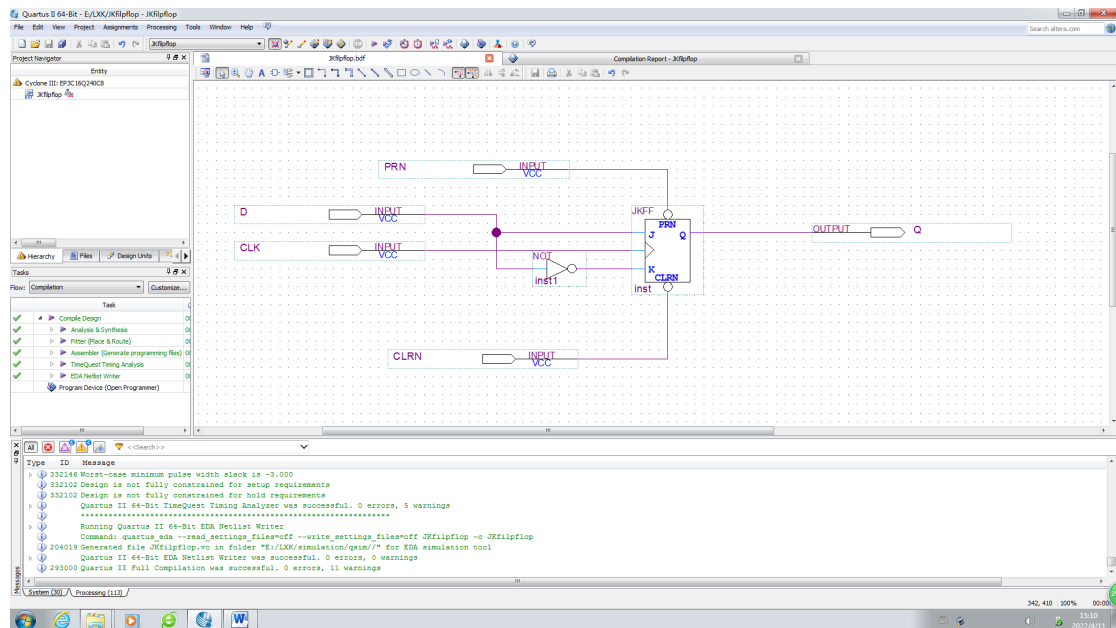 Quartus II 64-Bit - E:/LXK/JKfilpflop - JKfilpflop
File Edit View Project Assignments Processing Tools Window Help
Search altera.com
JKfilpflop
Project Navigator
JKfilpflop.bdf
Compilation Report - JKfilpflop
Entity
Cyclone III: EP3C16Q240C8
JKfilpflop
PRN INPUT
VCC
D INPUT
VCC
CLK INPUT
VCC
JKFF
PRN
J Q
K
CLRN
inst
NOT
inst1
OUTPUT Q
CLRN INPUT
VCC
Hierarchy Files Design Units
Tasks
Flow: Compilation Customize...
Task
Compile Design
Analysis & Synthesis
Fitter (Place & Route)
Assembler (Generate programming files)
TimeQuest Timing Analysis
EDA Netlist Writer
Program Device (Open Programmer)
All <<Search>>
Type ID Message
332146 Worst-case minimum pulse width slack is -3.000
332102 Design is not fully constrained for setup requirements
332102 Design is not fully constrained for hold requirements
Quartus II 64-Bit TimeQuest Timing Analyzer was successful. 0 errors, 5 warnings
*******************************************************************
Running Quartus II 64-Bit EDA Netlist Writer
Command: quartus_eda --read_settings_files=off --write_settings_files=off JKfilpflop -c JKfilpflop
204019 Generated file JKfilpflop.vo in folder "E:/LXK/simulation/qsim//" for EDA simulation tool
Quartus II 64-Bit EDA Netlist Writer was successful. 0 errors, 0 warnings
293000 Quartus II Full Compilation was successful. 0 errors, 11 warnings
Messages
System (30) Processing (113)
342, 410 100% 00:00:
15:10
2022/4/11